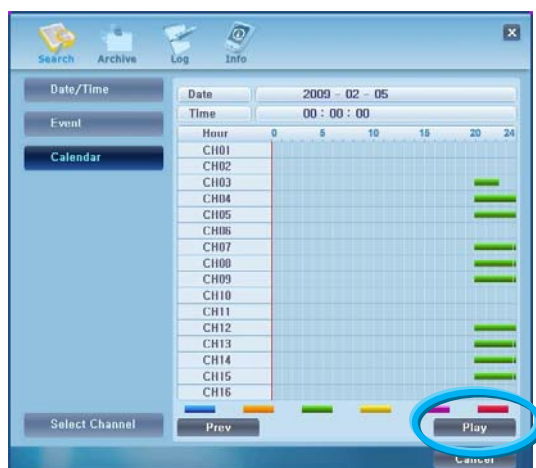 Search Archive Log Info
Date/Time
Event
Calendar
Select Channel
Date 2009 - 02 - 05
Time 00 : 00 : 00
Hour 0 5 10 15 20 24
CH01
CH02
CH03
CH04
CH05
CH06
CH07
CH08
CH09
CH10
CH11
CH12
CH13
CH14
CH15
CH16
Prev Play
Cancel